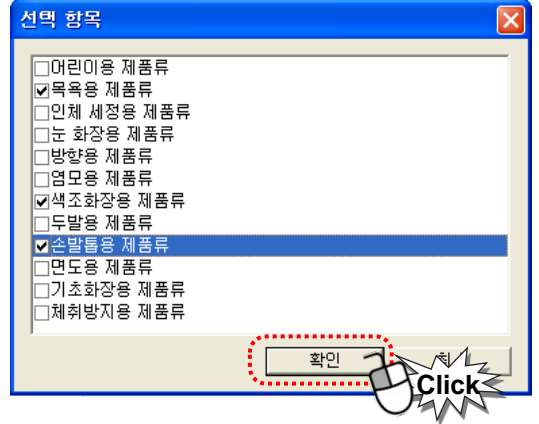 선택 항목
어린이용 제품류
목욕용 제품류
인체 세정용 제품류
눈 화장용 제품류
방향용 제품류
염모용 제품류
색조화장용 제품류
두발용 제품류
손발톱용 제품류
면도용 제품류
기초화장용 제품류
체취방지용 제품류
확인
Click